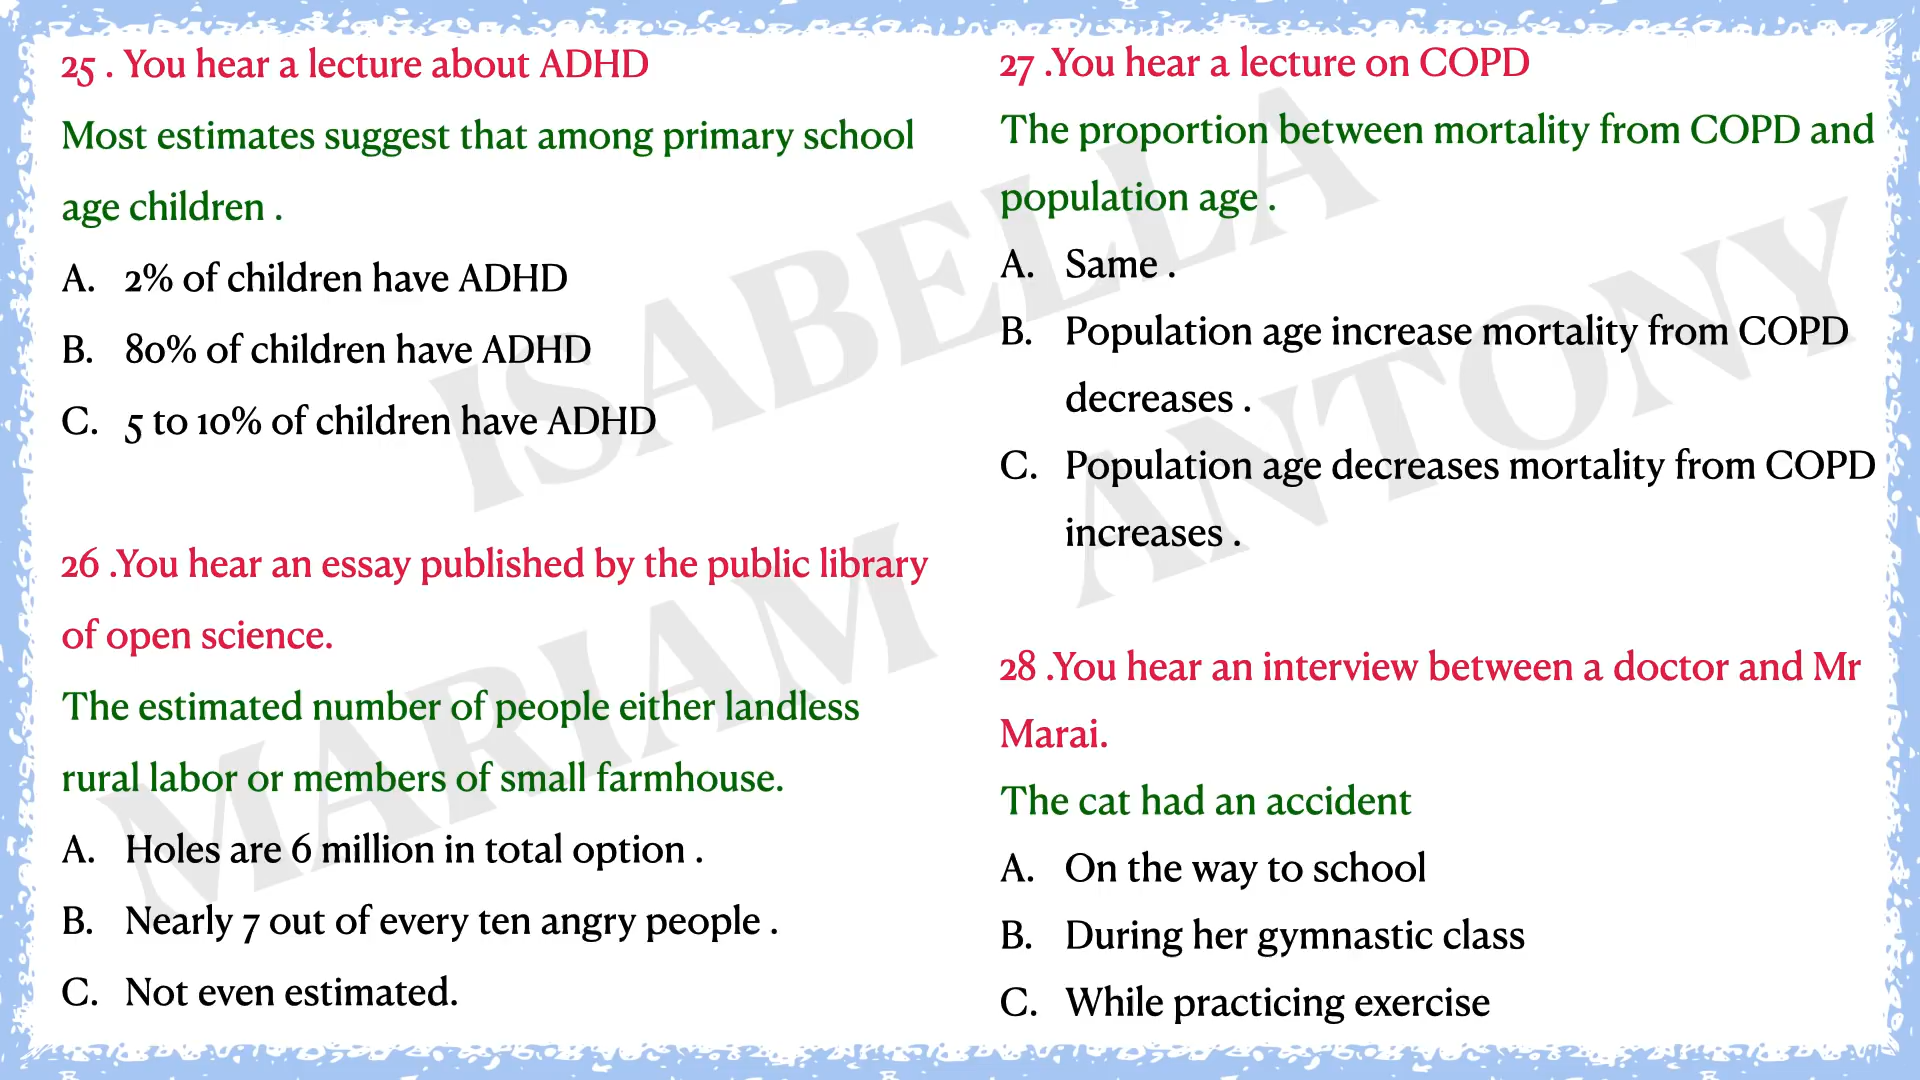 25 . You hear a lecture about ADHD
Most estimates suggest that among primary school
age children .
A. 2% of children have ADHD
B. 80% of children have ADHD
C. 5 to 10% of children have ADHD
26 .You hear an essay published by the public library
of open science.
The estimated number of people either landless
rural labor or members of small farmhouse.
A. Holes are 6 million in total option .
B. Nearly 7 out of every ten angry people .
C. Not even estimated.
27 .You hear a lecture on COPD
The proportion between mortality from COPD and
population age .
A. Same .
B. Population age increase mortality from COPD
decreases .
C. Population age decreases mortality from COPD
increases .
28 .You hear an interview between a doctor and Mr
Marai.
The cat had an accident
A. On the way to school
B. During her gymnastic class
C. While practicing exercise
ISABELLA
MARIAM ANTONY